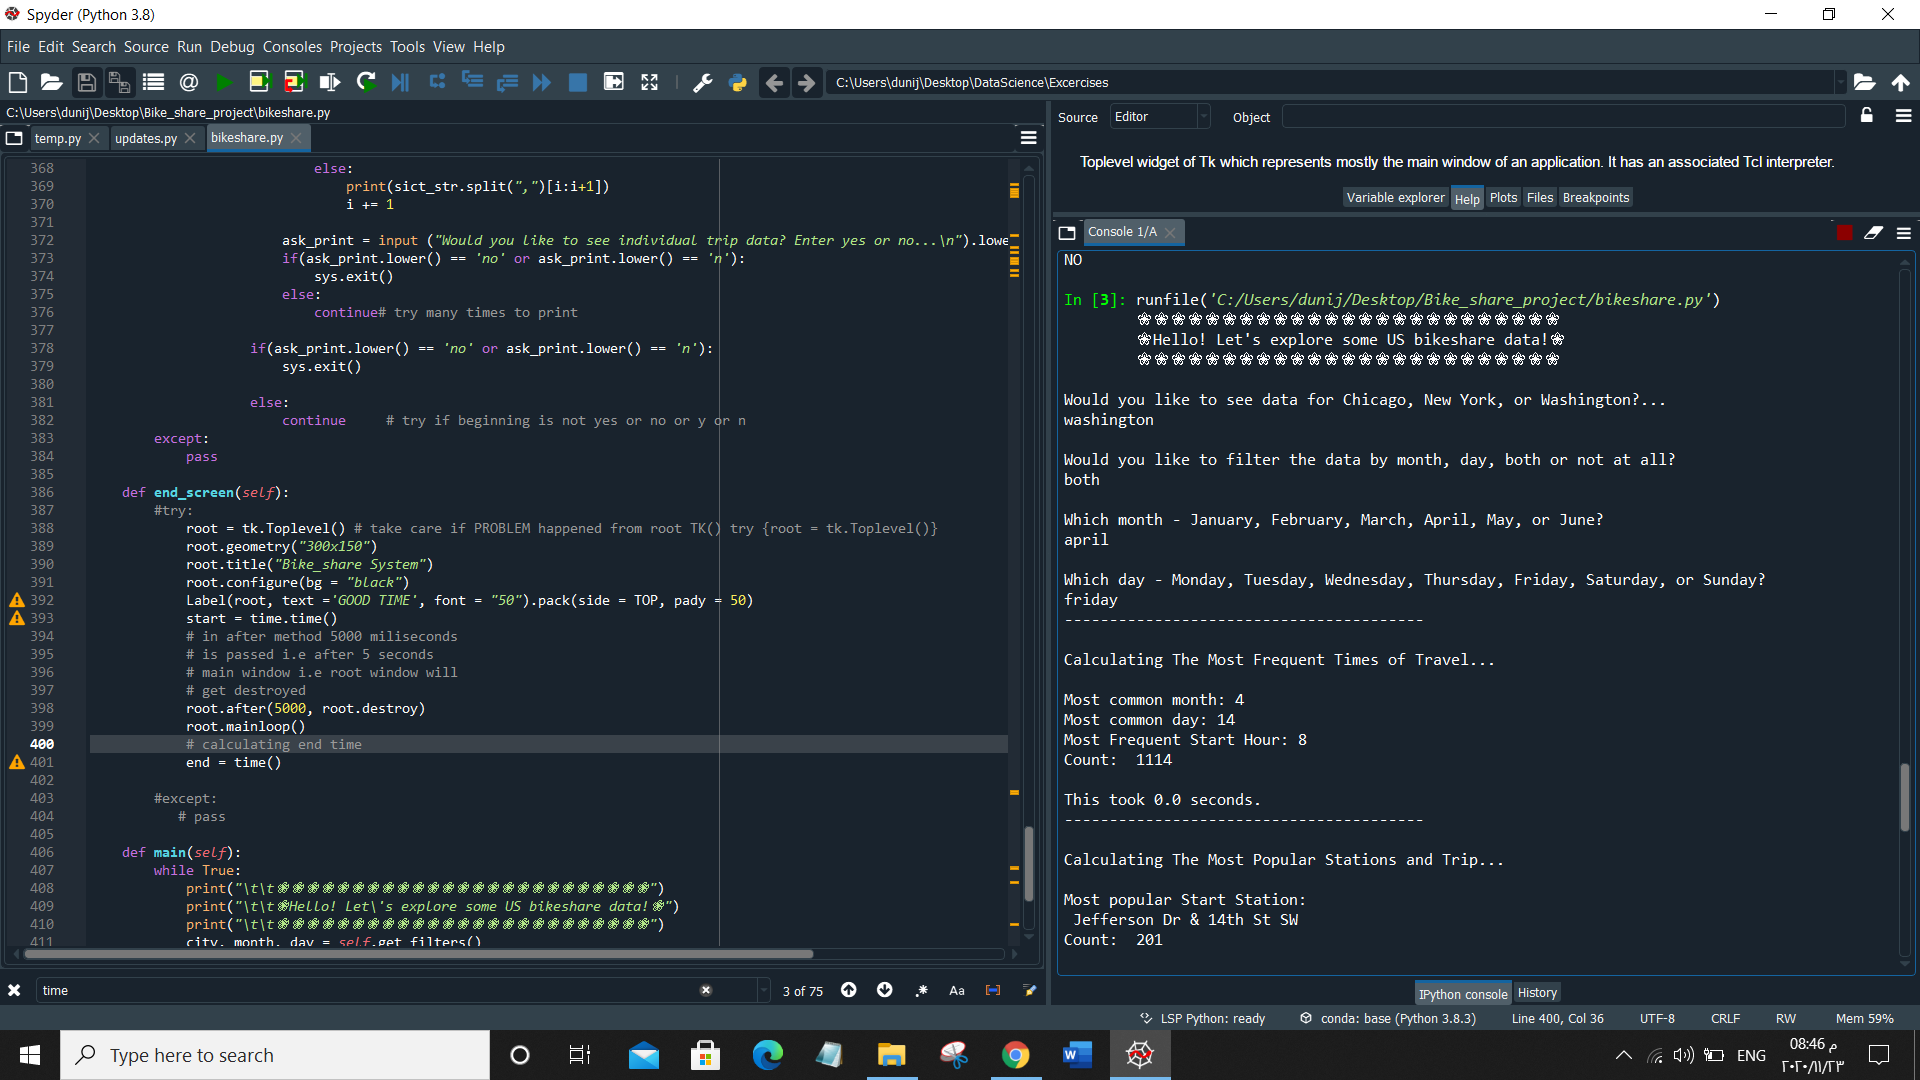 Spyder (Python 3.8)
File Edit Search Source Run Debug Consoles Projects Tools View Help
C:\Users\dunij\Desktop\DataScience\Excercises
C:\Users\dunij\Desktop\Bike_share_project\bikeshare.py
temp.py updates.py bikeshare.py
368 else:
369 print(sict_str.split(",")[i:i+1])
370 i += 1
371
372 ask_print = input ("Would you like to see individual trip data? Enter yes or no...\n").lowe
373 if(ask_print.lower() == 'no' or ask_print.lower() == 'n'):
374 sys.exit()
375 else:
376 continue# try many times to print
377
378 if(ask_print.lower() == 'no' or ask_print.lower() == 'n'):
379 sys.exit()
380
381 else:
382 continue # try if beginning is not yes or no or y or n
383 except:
384 pass
385
386 def end_screen(self):
387 #try:
388 root = tk.Toplevel() # take care if PROBLEM happened from root TK() try {root = tk.Toplevel()}
389 root.geometry("300x150")
390 root.title("Bike_share System")
391 root.configure(bg = "black")
392 Label(root, text ='GOOD TIME', font = "50").pack(side = TOP, pady = 50)
393 start = time.time()
394 # in after method 5000 miliseconds
395 # is passed i.e after 5 seconds
396 # main window i.e root window will
397 # get destroyed
398 root.after(5000, root.destroy)
399 root.mainloop()
400 # calculating end time
401 end = time()
402
403 #except:
404 # pass
405
406 def main(self):
407 while True:
408 print("\t\t❀❀❀❀❀❀❀❀❀❀❀❀❀❀❀❀❀❀❀❀❀❀❀❀❀")
409 print("\t\t❀Hello! Let\'s explore some US bikeshare data!❀")
410 print("\t\t❀❀❀❀❀❀❀❀❀❀❀❀❀❀❀❀❀❀❀❀❀❀❀❀❀")
411 city, month, day = self.get_filters()
time 3 of 75 .* Aa
Source Editor Object
Toplevel widget of Tk which represents mostly the main window of an application. It has an associated Tcl interpreter.
Variable explorer Help Plots Files Breakpoints
Console 1/A
NO
In [3]: runfile('C:/Users/dunij/Desktop/Bike_share_project/bikeshare.py')
❀❀❀❀❀❀❀❀❀❀❀❀❀❀❀❀❀❀❀❀❀❀❀❀❀
❀Hello! Let's explore some US bikeshare data!❀
❀❀❀❀❀❀❀❀❀❀❀❀❀❀❀❀❀❀❀❀❀❀❀❀❀
Would you like to see data for Chicago, New York, or Washington?...
washington
Would you like to filter the data by month, day, both or not at all?
both
Which month - January, February, March, April, May, or June?
april
Which day - Monday, Tuesday, Wednesday, Thursday, Friday, Saturday, or Sunday?
friday
----------------------------------------
Calculating The Most Frequent Times of Travel...
Most common month: 4
Most common day: 14
Most Frequent Start Hour: 8
Count: 1114
This took 0.0 seconds.
----------------------------------------
Calculating The Most Popular Stations and Trip...
Most popular Start Station:
Jefferson Dr & 14th St SW
Count: 201
IPython console History
LSP Python: ready conda: base (Python 3.8.3) Line 400, Col 36 UTF-8 CRLF RW Mem 59%
Type here to search
ENG
08:46 م
٢٠٢٠/١١/٢٣